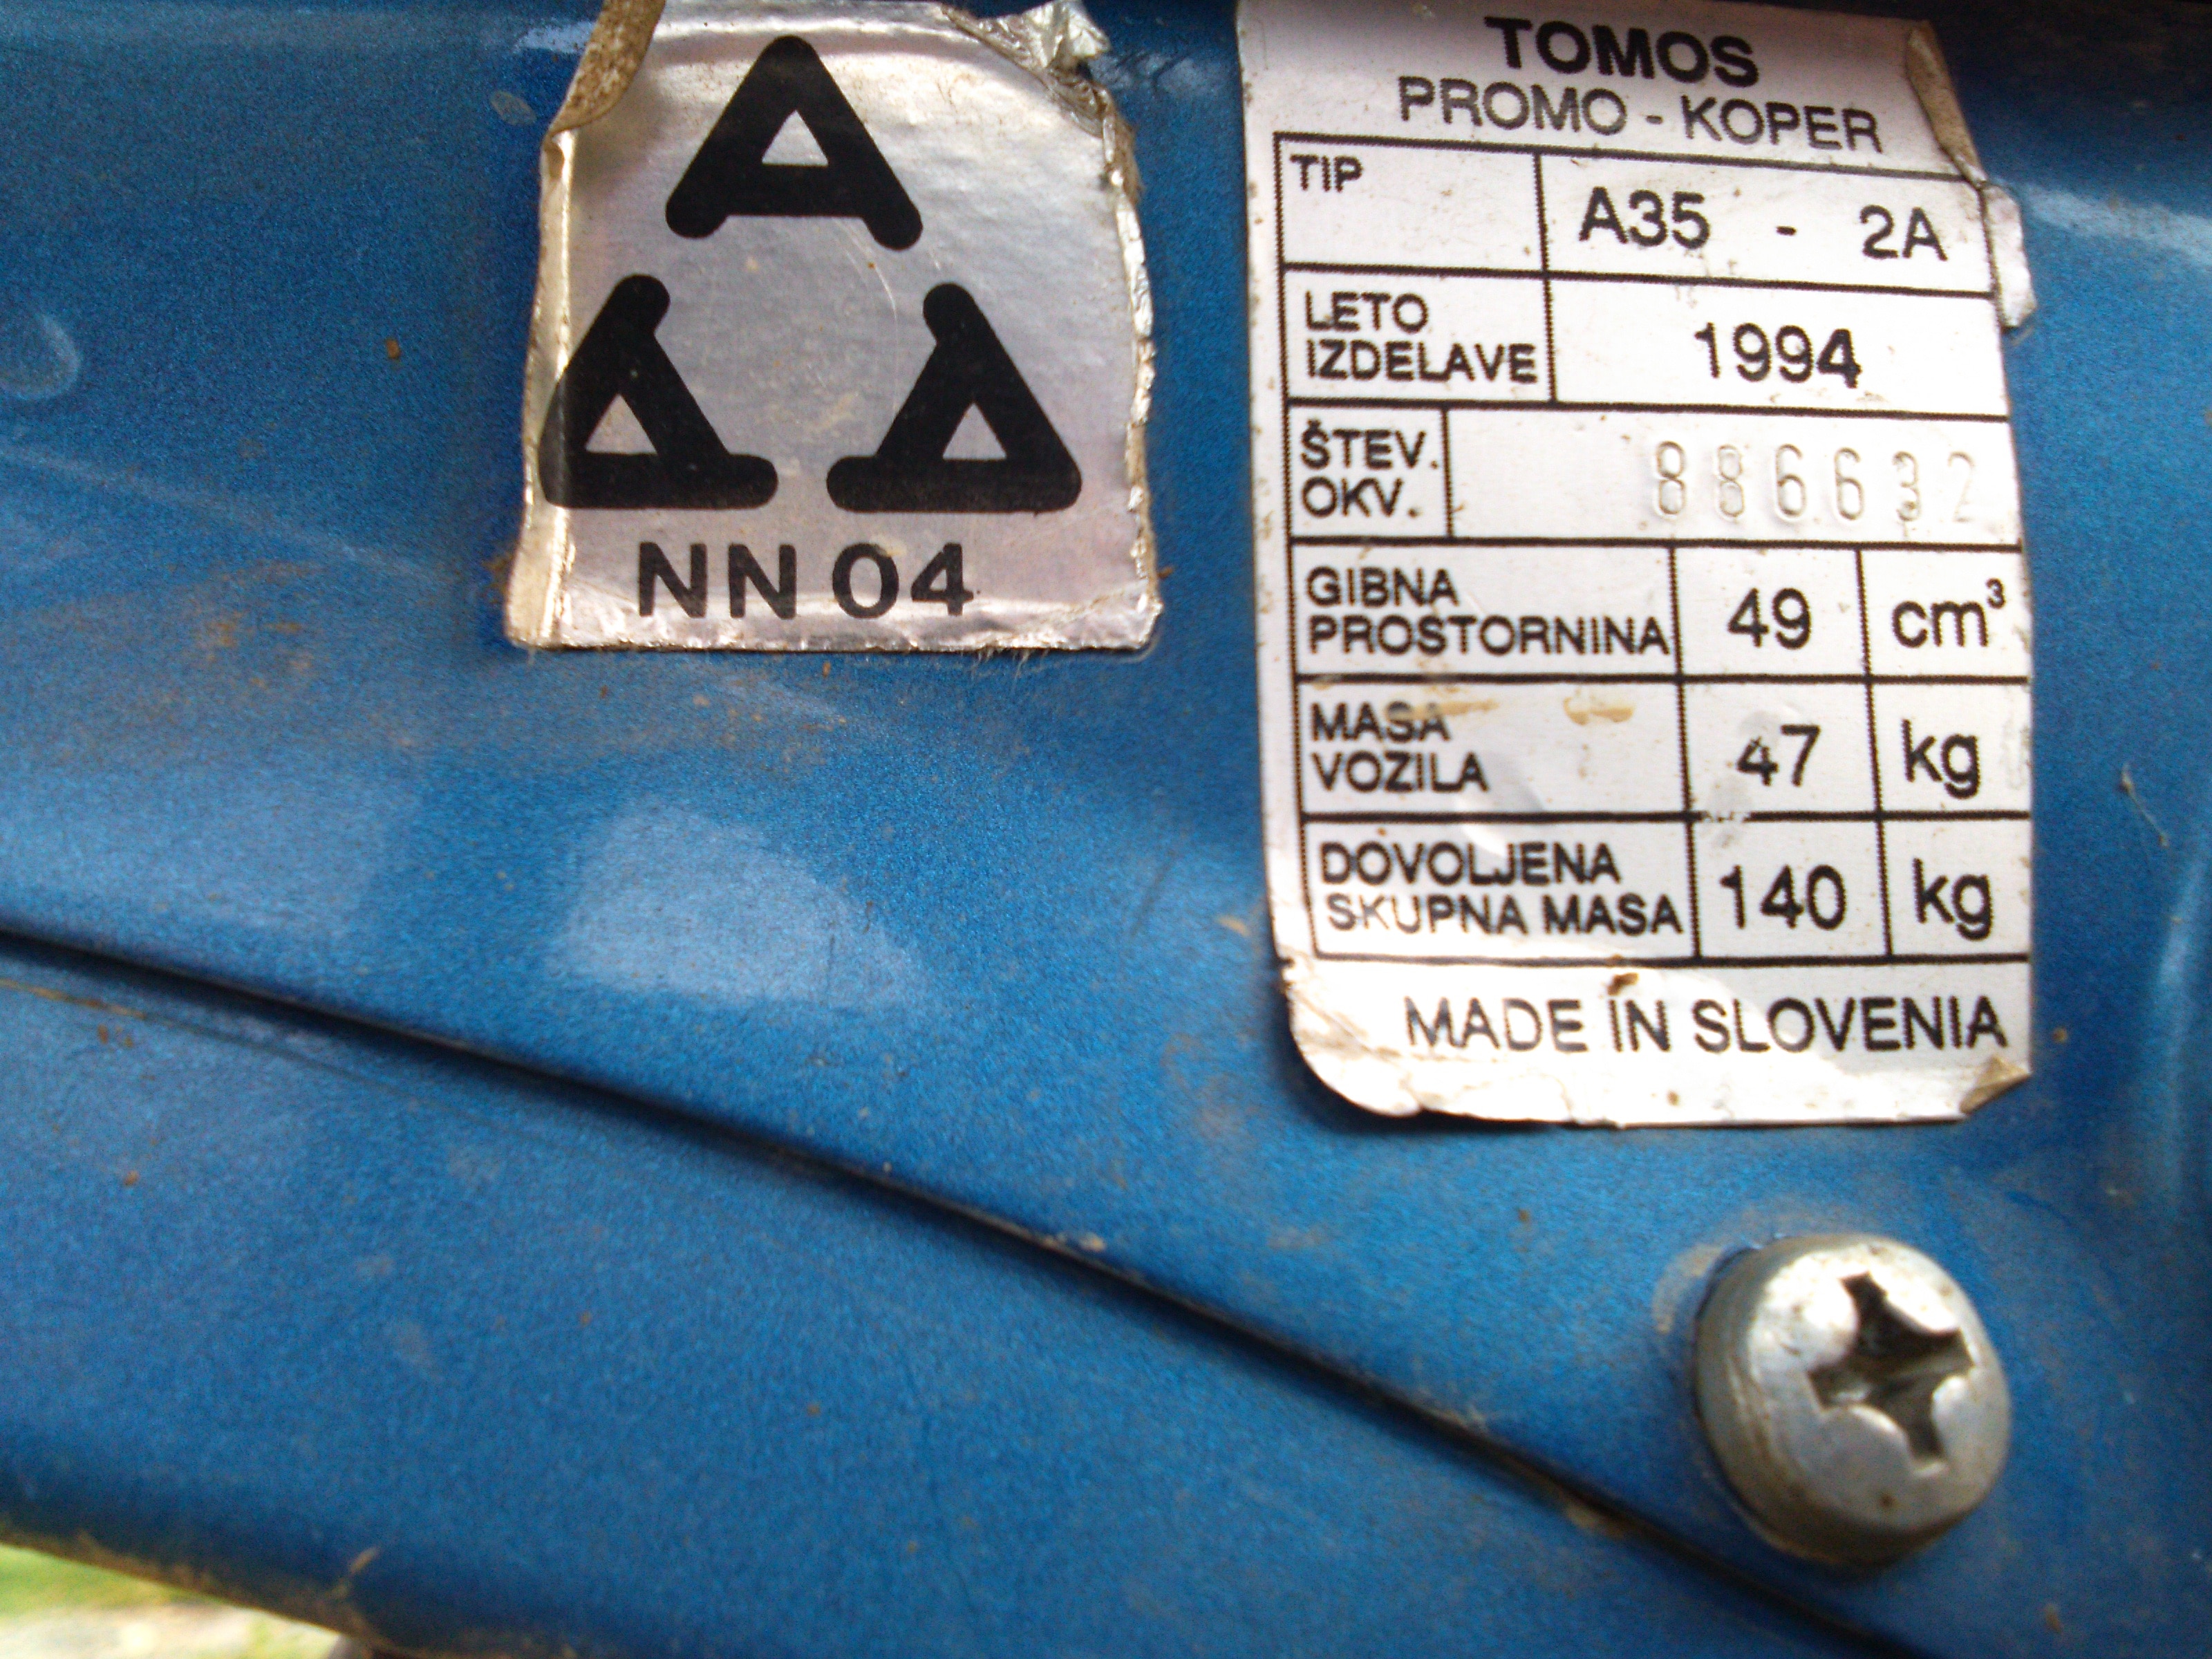 NN 04
TOMOS
PROMO - KOPER
TIP A35 - 2A
LETO
IZDELAVE 1994
ŠTEV.
OKV. 886632
GIBNA
PROSTORNINA 49 cm³
MASA
VOZILA 47 kg
DOVOLJENA
SKUPNA MASA 140 kg
MADE IN SLOVENIA